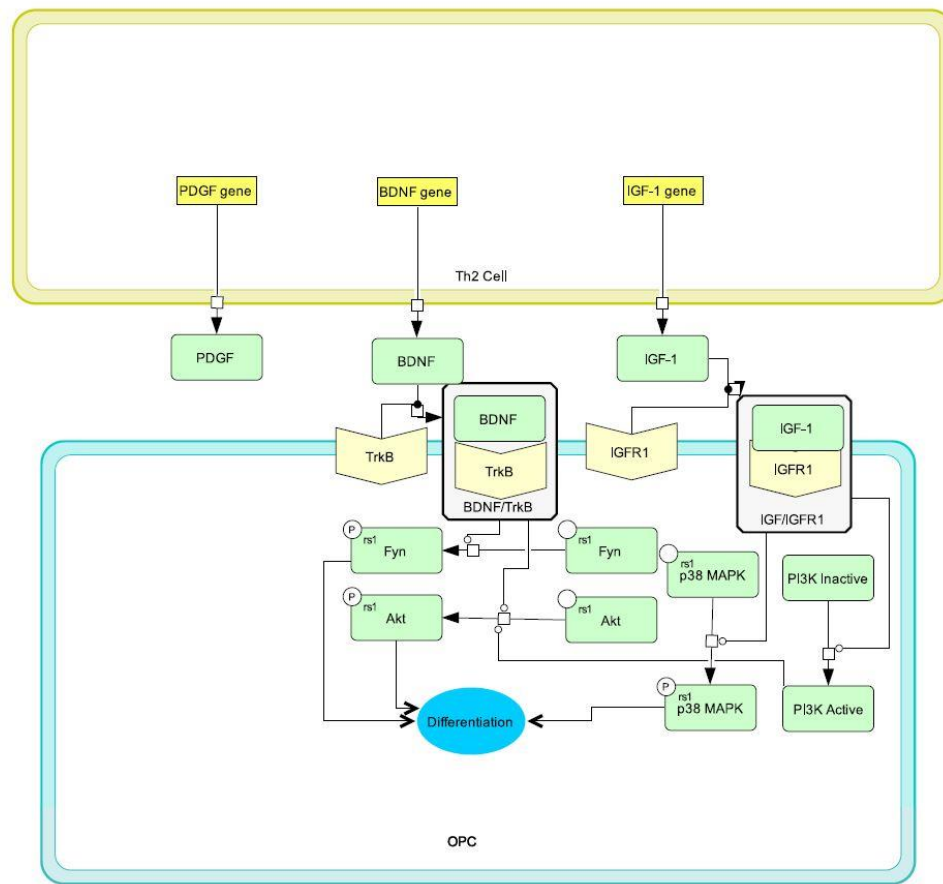 PDGF gene
BDNF gene
IGF-1 gene
Th2 Cell
PDGF
BDNF
IGF-1
BDNF
IGF-1
TrkB
TrkB
IGFR1
IGFR1
BDNF/TrkB
IGF/IGFR1
P
rs1
Fyn
rs1
Fyn
rs1
p38 MAPK
PI3K Inactive
P
rs1
Akt
rs1
Akt
P
rs1
p38 MAPK
PI3K Active
Differentiation
OPC